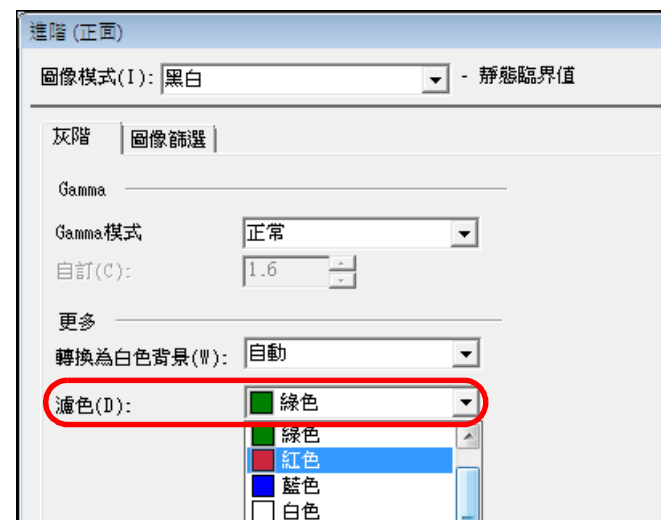 進階 (正面)
圖像模式(I): 黑白 - 靜態臨界值
灰階 圖像篩選
Gamma
Gamma模式 正常
自訂(C): 1.6
更多
轉換為白色背景(W): 自動
濾色(D): 綠色
綠色
紅色
藍色
白色